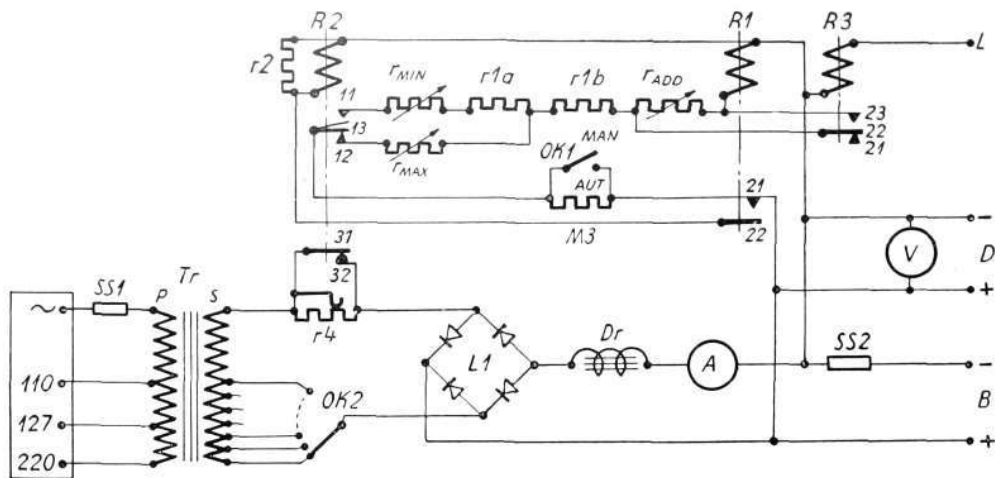 R2
R1
R3
r2
L
rMIN
r1a
r1b
rADD
11
23
13
22
12
21
rMAX
OK1
MAN
AUT
21
M3
22
31
32
V
−
D
+
Tr
SS1
P
S
~
r4
Dr
SS2
L1
A
−
110
OK2
B
127
220
+